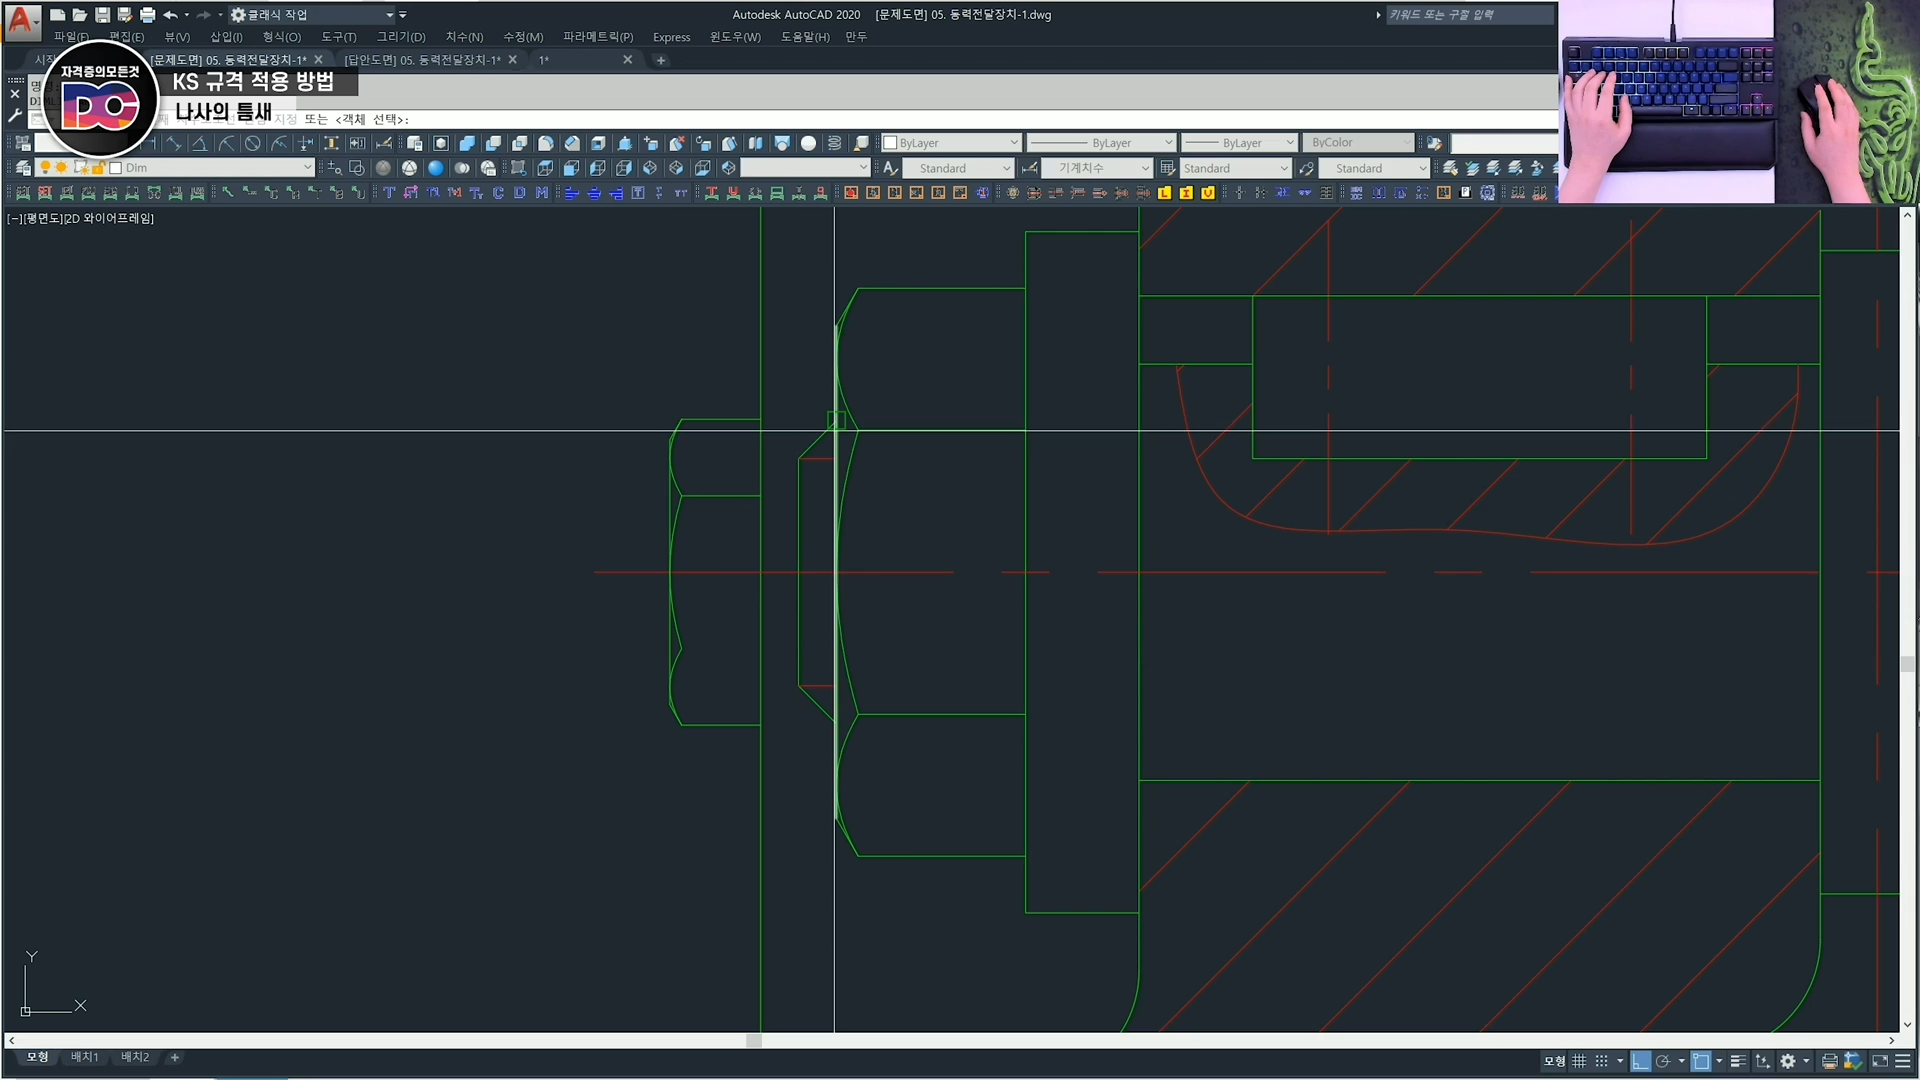 클래식 작업
Autodesk AutoCAD 2020 [문제도면] 05. 동력전달장치-1.dwg
키워드 또는 구절 입력
파일(F) 편집(E) 뷰(V) 삽입(I) 형식(O) 도구(T) 그리기(D) 치수(N) 수정(M) 파라메트릭(P) Express 윈도우(W) 도움말(H) 만두
[문제도면] 05. 동력전달장치-1* [답안도면] 05. 동력전달장치-1* 1*
자격증의모든것
PC
KS 규격 적용 방법
나사의 틈새
지정 또는 <객체 선택>:
ByLayer ByLayer ByLayer ByColor
Dim Standard 기계치수 Standard Standard
[−][평면도][2D 와이어프레임]
Y
X
모형 배치1 배치2
모형